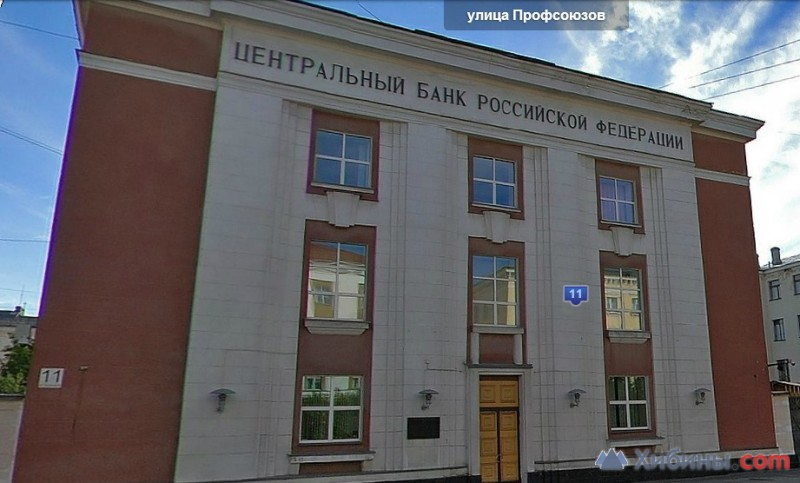 улица Профсоюзов
ЦЕНТРАЛЬНЫЙ БАНК РОССИЙСКОЙ ФЕДЕРАЦИИ
11
11
Хибины.com